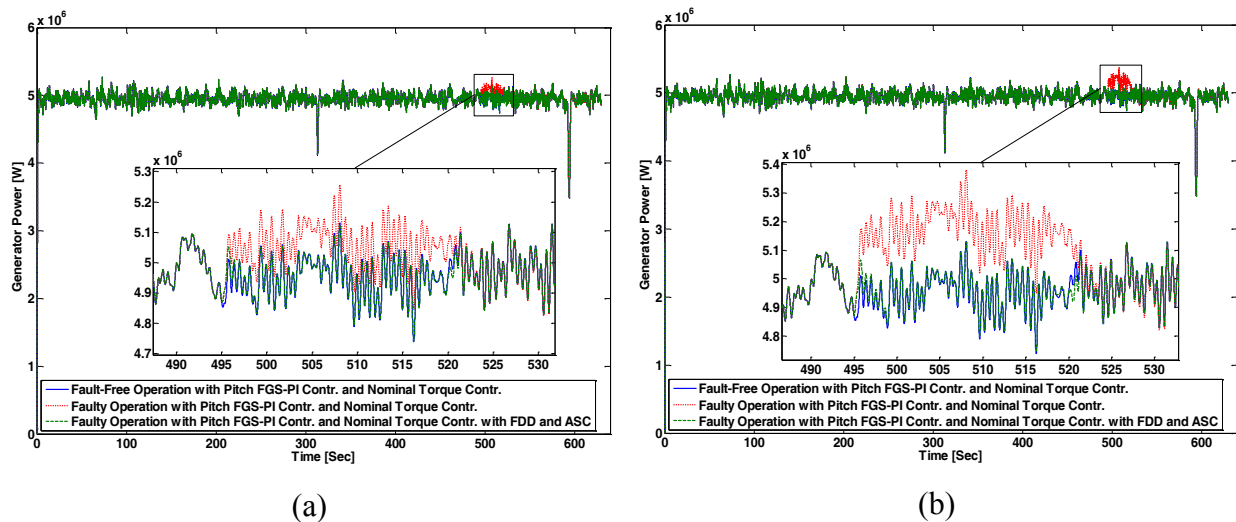 x 10⁶
6
5
4
3
2
1
0
Generator Power [W]
0 100 200 300 400 500 600
Time [Sec]
x 10⁶
5.3
5.2
5.1
5
4.9
4.8
4.7
490 495 500 505 510 515 520 525 530
Fault-Free Operation with Pitch FGS-PI Contr. and Nominal Torque Contr.
Faulty Operation with Pitch FGS-PI Contr. and Nominal Torque Contr.
Faulty Operation with Pitch FGS-PI Contr. and Nominal Torque Contr. with FDD and ASC
(a)
x 10⁶
6
5
4
3
2
1
0
Generator Power [W]
0 100 200 300 400 500 600
Time [Sec]
x 10⁶
5.4
5.3
5.2
5.1
5
4.9
4.8
490 495 500 505 510 515 520 525 530
Fault-Free Operation with Pitch FGS-PI Contr. and Nominal Torque Contr.
Faulty Operation with Pitch FGS-PI Contr. and Nominal Torque Contr.
Faulty Operation with Pitch FGS-PI Contr. and Nominal Torque Contr. with FDD and ASC
(b)